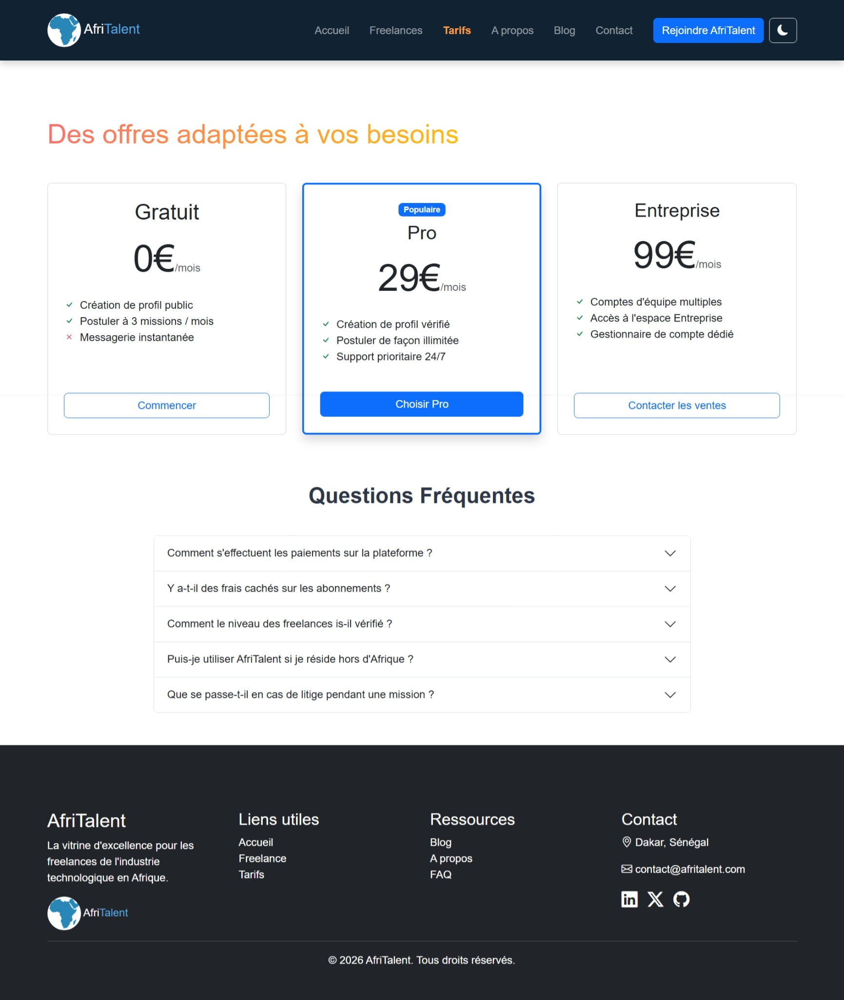 AfriTalent
Accueil
Freelances
Tarifs
A propos
Blog
Contact
Rejoindre AfriTalent
Des offres adaptées à vos besoins
Gratuit
0€/mois
Création de profil public
Postuler à 3 missions / mois
Messagerie instantanée
Commencer
Populaire
Pro
29€/mois
Création de profil vérifié
Postuler de façon illimitée
Support prioritaire 24/7
Choisir Pro
Entreprise
99€/mois
Comptes d'équipe multiples
Accès à l'espace Entreprise
Gestionnaire de compte dédié
Contacter les ventes
Questions Fréquentes
Comment s'effectuent les paiements sur la plateforme ?
Y a-t-il des frais cachés sur les abonnements ?
Comment le niveau des freelances is-il vérifié ?
Puis-je utiliser AfriTalent si je réside hors d'Afrique ?
Que se passe-t-il en cas de litige pendant une mission ?
AfriTalent
La vitrine d'excellence pour les
freelances de l'industrie
technologique en Afrique.
AfriTalent
Liens utiles
Accueil
Freelance
Tarifs
Ressources
Blog
A propos
FAQ
Contact
Dakar, Sénégal
contact@afritalent.com
© 2026 AfriTalent. Tous droits réservés.